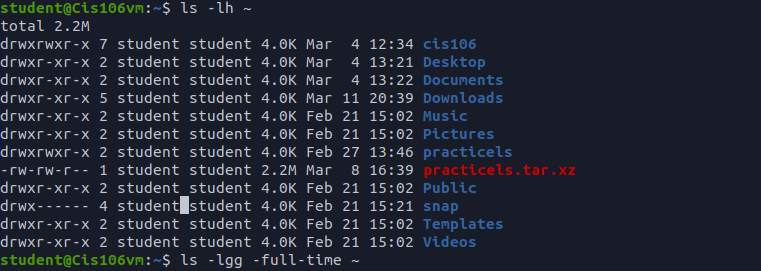 student@Cis106vm:~$ ls -lh ~
total 2.2M
drwxrwxr-x 7 student student 4.0K Mar  4 12:34 cis106
drwxr-xr-x 2 student student 4.0K Mar  4 13:21 Desktop
drwxr-xr-x 2 student student 4.0K Mar  4 13:22 Documents
drwxr-xr-x 5 student student 4.0K Mar 11 20:39 Downloads
drwxr-xr-x 2 student student 4.0K Feb 21 15:02 Music
drwxr-xr-x 2 student student 4.0K Feb 21 15:02 Pictures
drwxrwxr-x 2 student student 4.0K Feb 27 13:46 practicels
-rw-rw-r-- 1 student student 2.2M Mar  8 16:39 practicels.tar.xz
drwxr-xr-x 2 student student 4.0K Feb 21 15:02 Public
drwx------ 4 student student 4.0K Feb 21 15:21 snap
drwxr-xr-x 2 student student 4.0K Feb 21 15:02 Templates
drwxr-xr-x 2 student student 4.0K Feb 21 15:02 Videos
student@Cis106vm:~$ ls -lgg -full-time ~